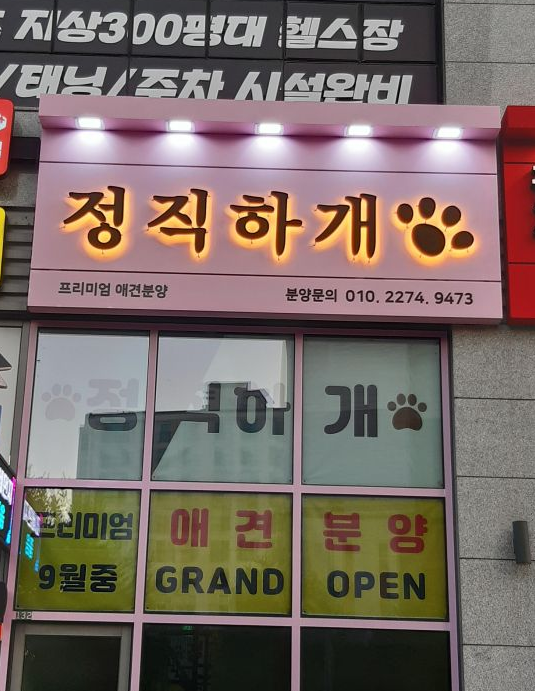 지상300평대 헬스장
/태닝/주차 시설완비
정직하개
프리미엄 애견분양
분양문의 010. 2274. 9473
정직하개
프리미엄 애견 분양
9월중 GRAND OPEN
132